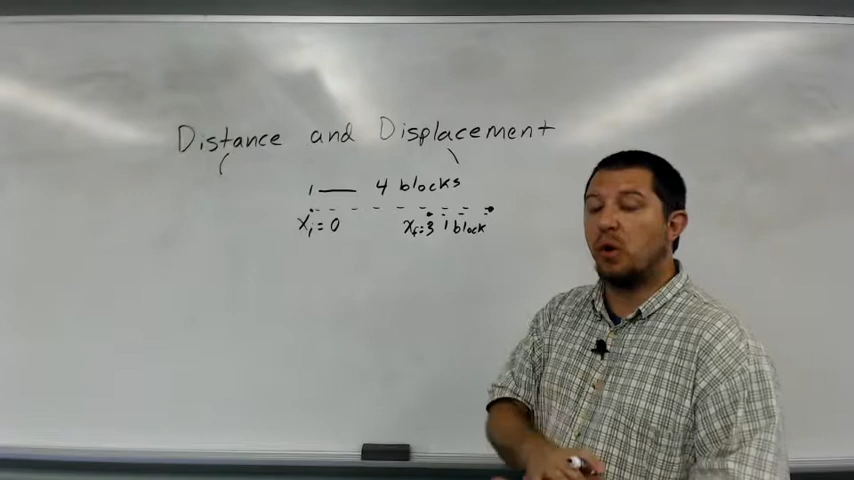 Distance and Displacement
4 blocks
Xi = 0 Xf = 3 1 block